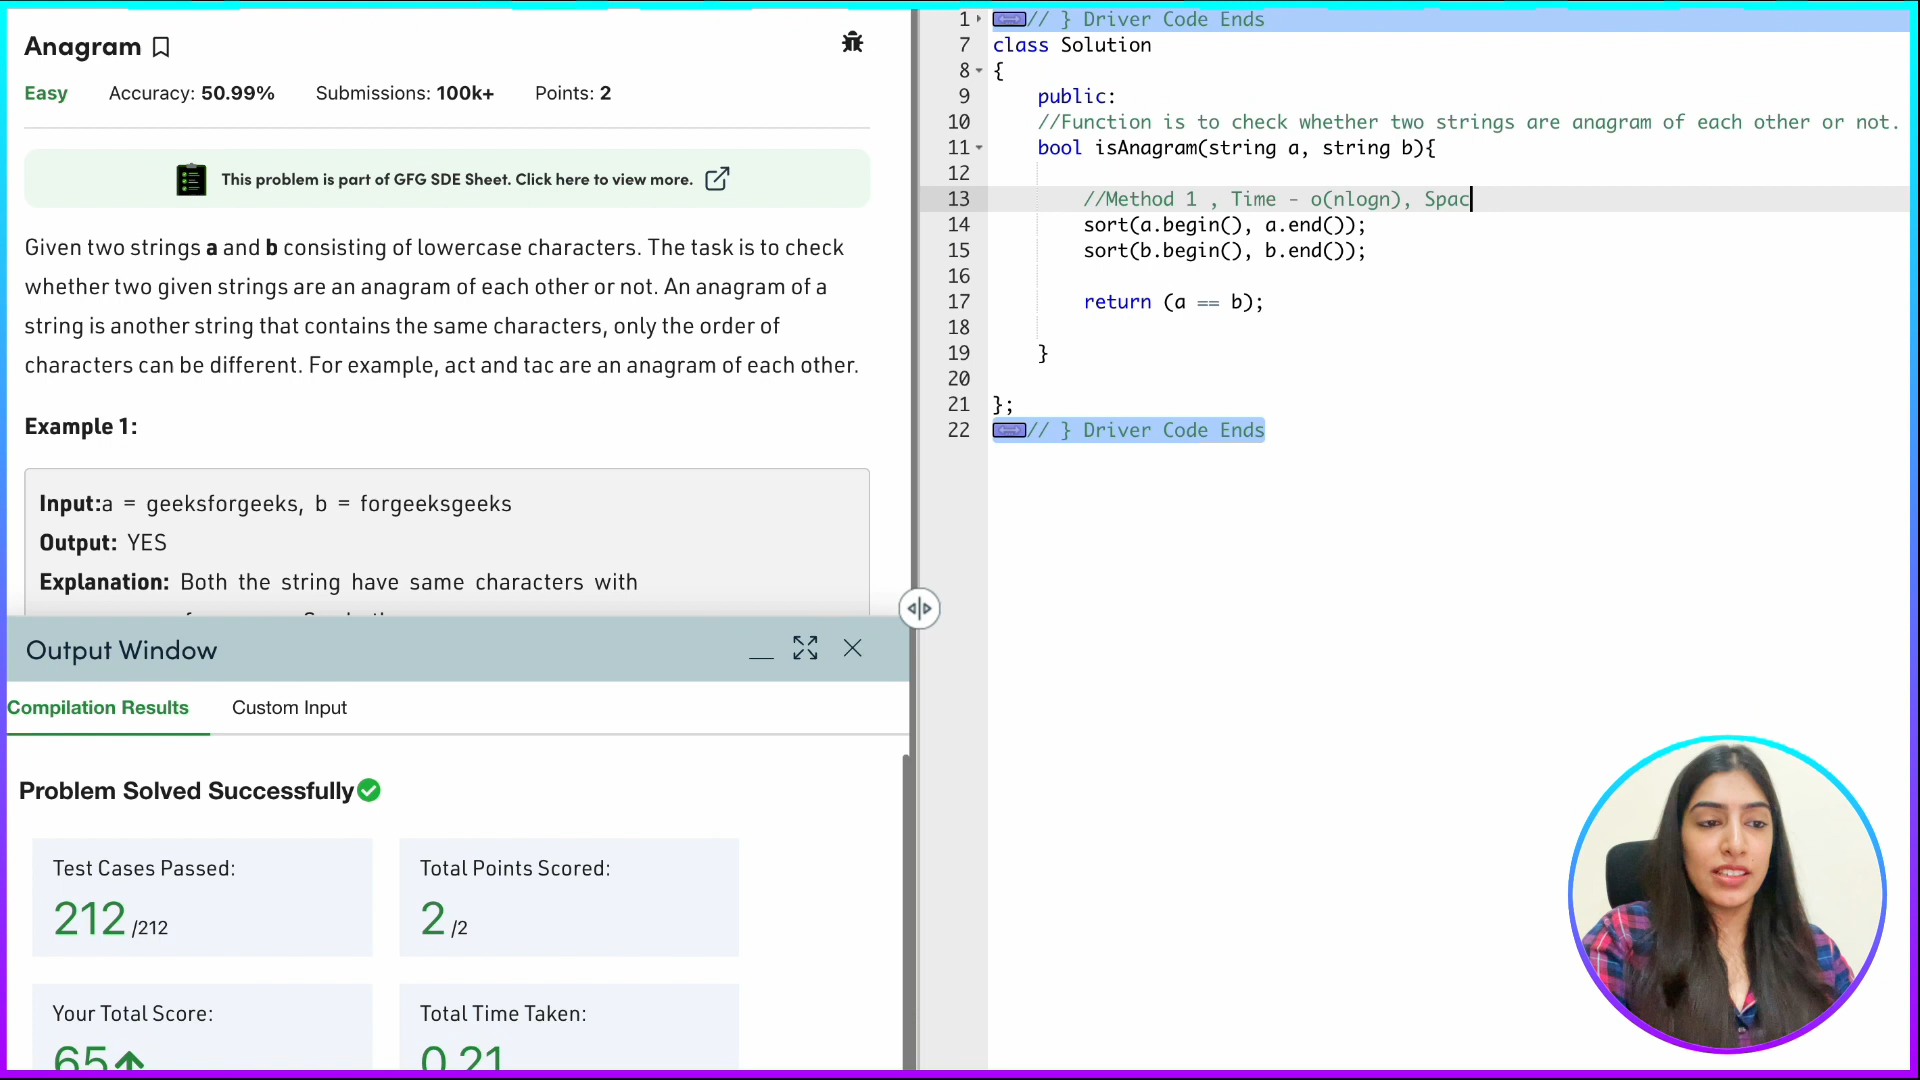 Anagram
Easy Accuracy: 50.99% Submissions: 100k+ Points: 2
This problem is part of GFG SDE Sheet. Click here to view more.
Given two strings a and b consisting of lowercase characters. The task is to check
whether two given strings are an anagram of each other or not. An anagram of a
string is another string that contains the same characters, only the order of
characters can be different. For example, act and tac are an anagram of each other.
Example 1:
Input:a = geeksforgeeks, b = forgeeksgeeks
Output: YES
Explanation: Both the string have same characters with
Output Window
Compilation Results Custom Input
Problem Solved Successfully
Test Cases Passed:
212 /212
Total Points Scored:
2 /2
Your Total Score:
65
Total Time Taken:
0.21
1 // } Driver Code Ends
7 class Solution
8 {
9 public:
10 //Function is to check whether two strings are anagram of each other or not.
11 bool isAnagram(string a, string b){
12
13 //Method 1 , Time - o(nlogn), Spac
14 sort(a.begin(), a.end());
15 sort(b.begin(), b.end());
16
17 return (a == b);
18
19 }
20
21 };
22 // } Driver Code Ends